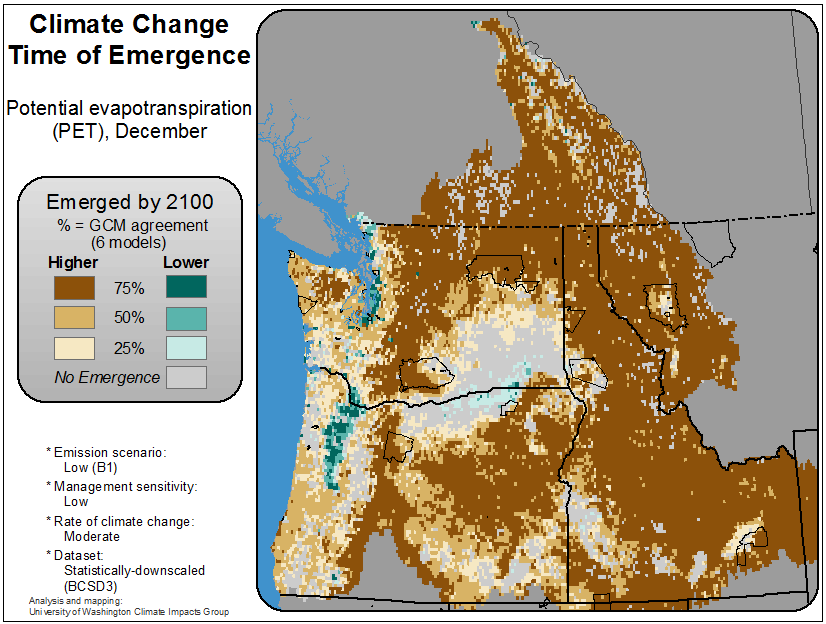 Climate Change
Time of Emergence
Potential evapotranspiration
(PET), December
Emerged by 2100
% = GCM agreement
(6 models)
Higher Lower
75%
50%
25%
No Emergence
* Emission scenario:
Low (B1)
* Management sensitivity:
Low
* Rate of climate change:
Moderate
* Dataset:
Statistically-downscaled
(BCSD3)
Analysis and mapping:
University of Washington Climate Impacts Group